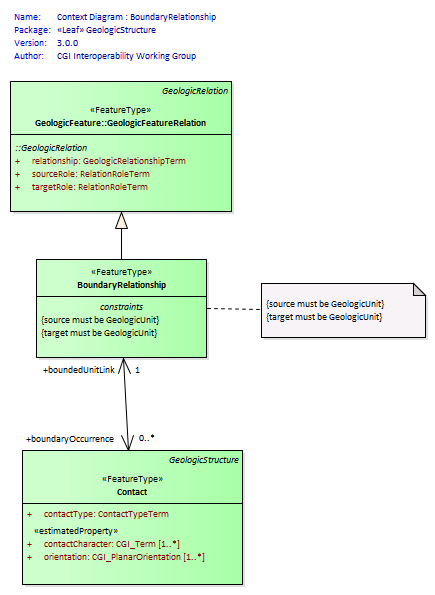 Name: Context Diagram : BoundaryRelationship
Package: «Leaf» GeologicStructure
Version: 3.0.0
Author: CGI Interoperability Working Group
GeologicRelation
«FeatureType»
GeologicFeature::GeologicFeatureRelation
::GeologicRelation
+ relationship: GeologicRelationshipTerm
+ sourceRole: RelationRoleTerm
+ targetRole: RelationRoleTerm
«FeatureType»
BoundaryRelationship
constraints
{source must be GeologicUnit}
{target must be GeologicUnit}
{source must be GeologicUnit}
{target must be GeologicUnit}
+boundedUnitLink 1
+boundaryOccurrence 0..*
GeologicStructure
«FeatureType»
Contact
+ contactType: ContactTypeTerm
«estimatedProperty»
+ contactCharacter: CGI_Term [1..*]
+ orientation: CGI_PlanarOrientation [1..*]